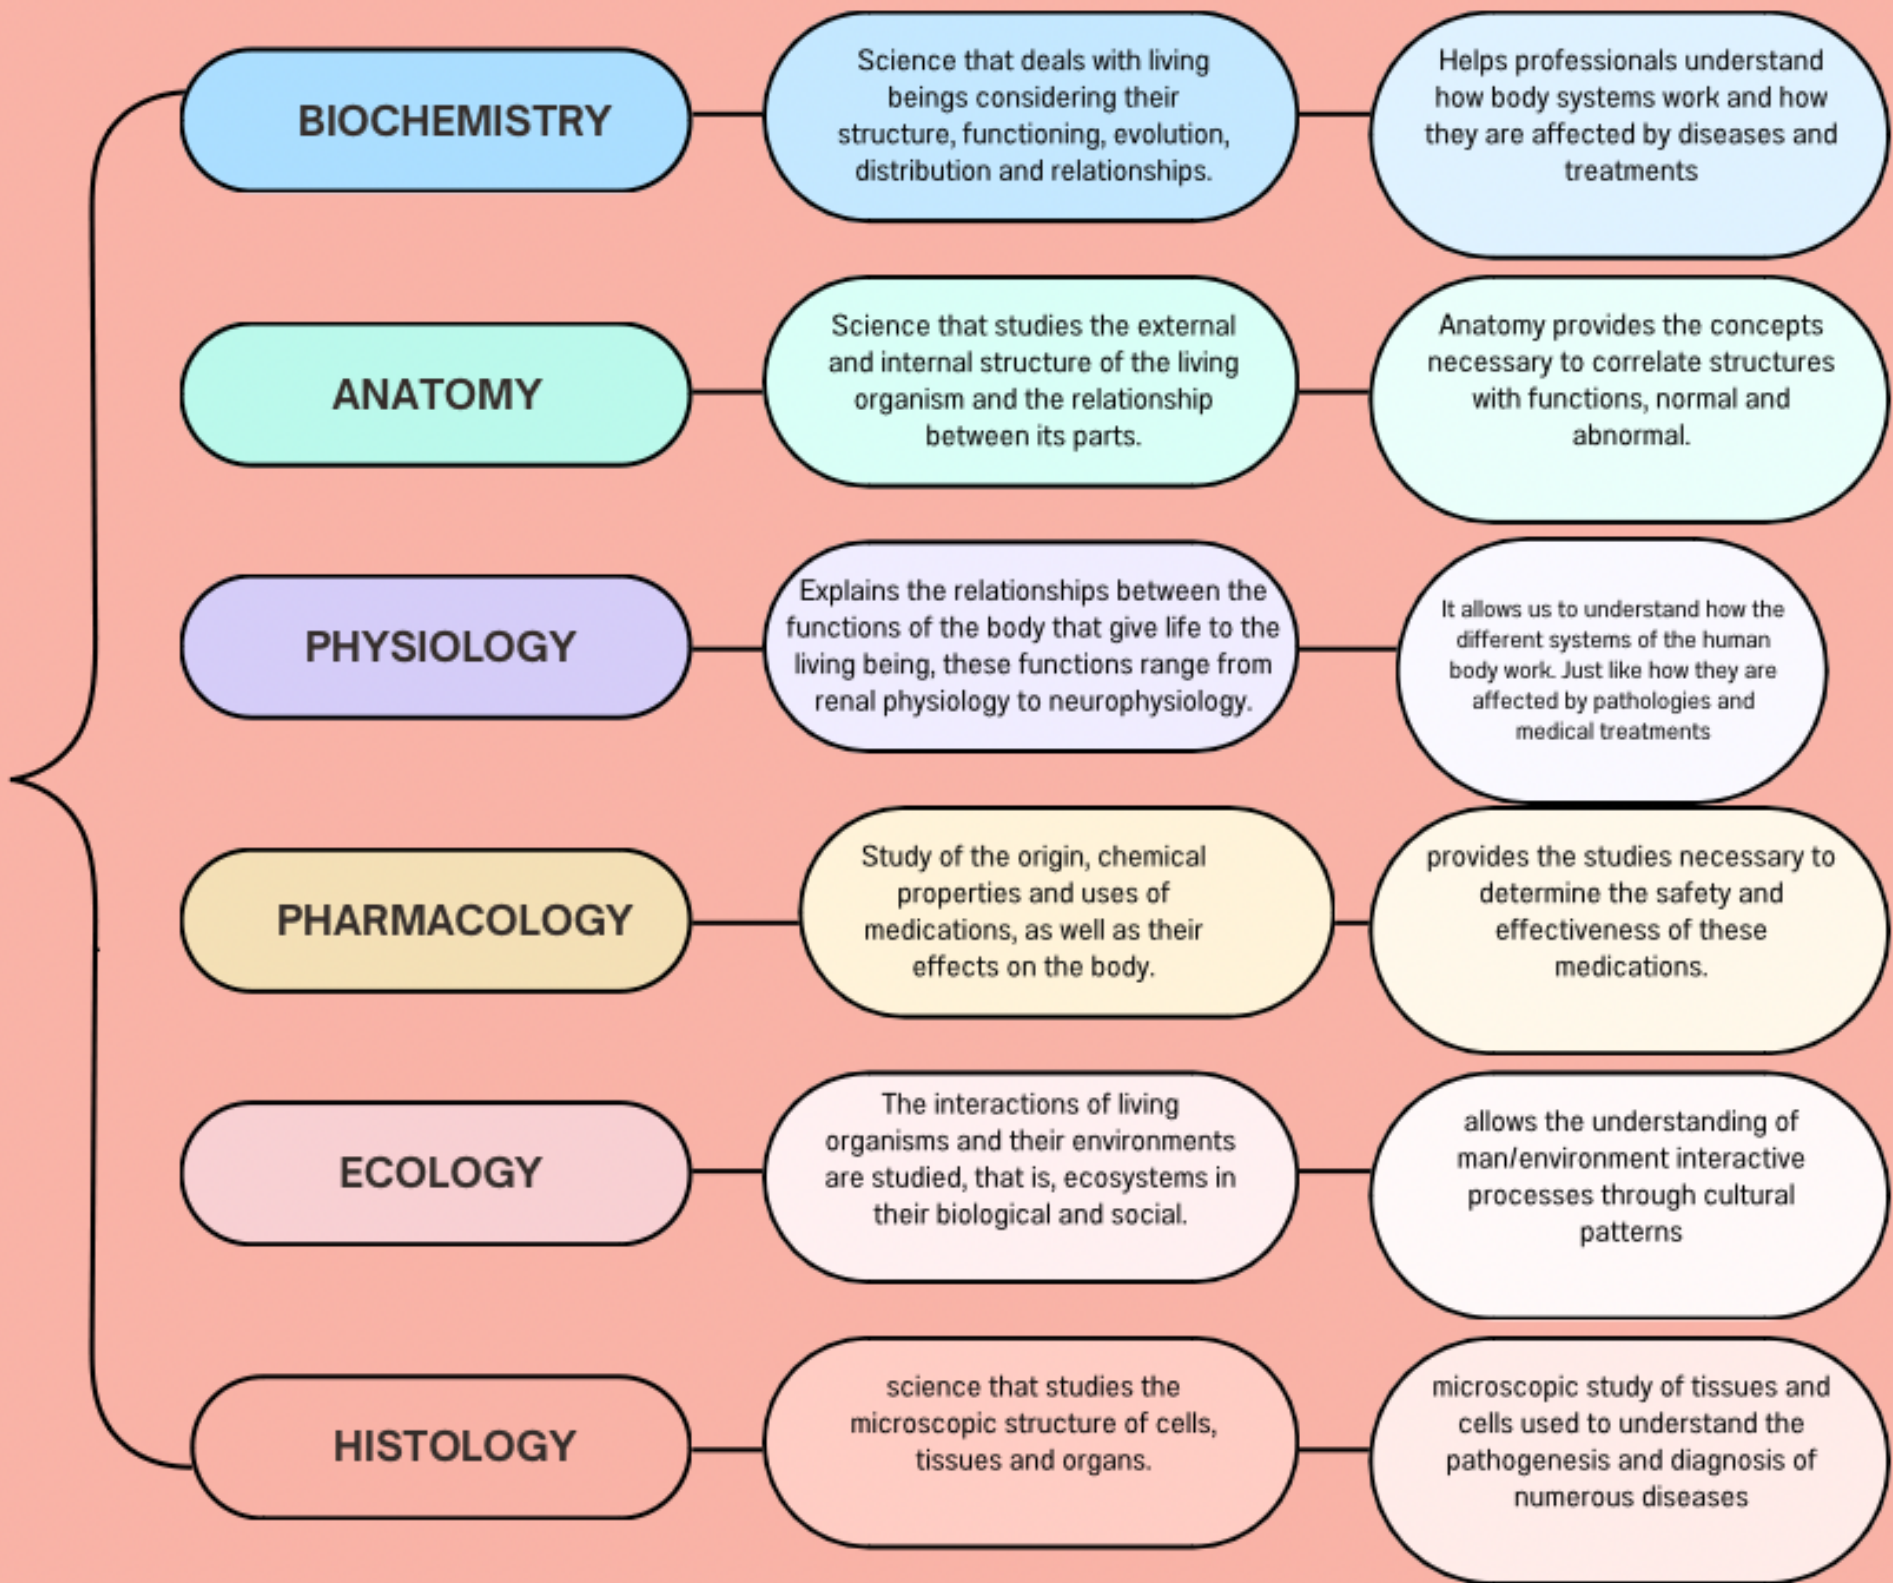 BIOCHEMISTRY
Science that deals with living
beings considering their
structure, functioning, evolution,
distribution and relationships.
Helps professionals understand
how body systems work and how
they are affected by diseases and
treatments
ANATOMY
Science that studies the external
and internal structure of the living
organism and the relationship
between its parts.
Anatomy provides the concepts
necessary to correlate structures
with functions, normal and
abnormal.
PHYSIOLOGY
Explains the relationships between the
functions of the body that give life to the
living being, these functions range from
renal physiology to neurophysiology.
It allows us to understand how the
different systems of the human
body work. Just like how they are
affected by pathologies and
medical treatments
PHARMACOLOGY
Study of the origin, chemical
properties and uses of
medications, as well as their
effects on the body.
provides the studies necessary to
determine the safety and
effectiveness of these
medications.
ECOLOGY
The interactions of living
organisms and their environments
are studied, that is, ecosystems in
their biological and social.
allows the understanding of
man/environment interactive
processes through cultural
patterns
HISTOLOGY
science that studies the
microscopic structure of cells,
tissues and organs.
microscopic study of tissues and
cells used to understand the
pathogenesis and diagnosis of
numerous diseases